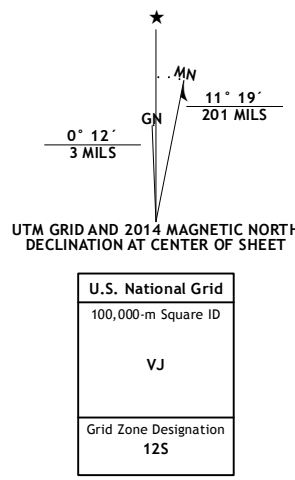 ★
MN
11° 19´
201 MILS
GN
0° 12´
3 MILS
UTM GRID AND 2014 MAGNETIC NORTH
DECLINATION AT CENTER OF SHEET
U.S. National Grid
100,000-m Square ID
VJ
Grid Zone Designation
12S